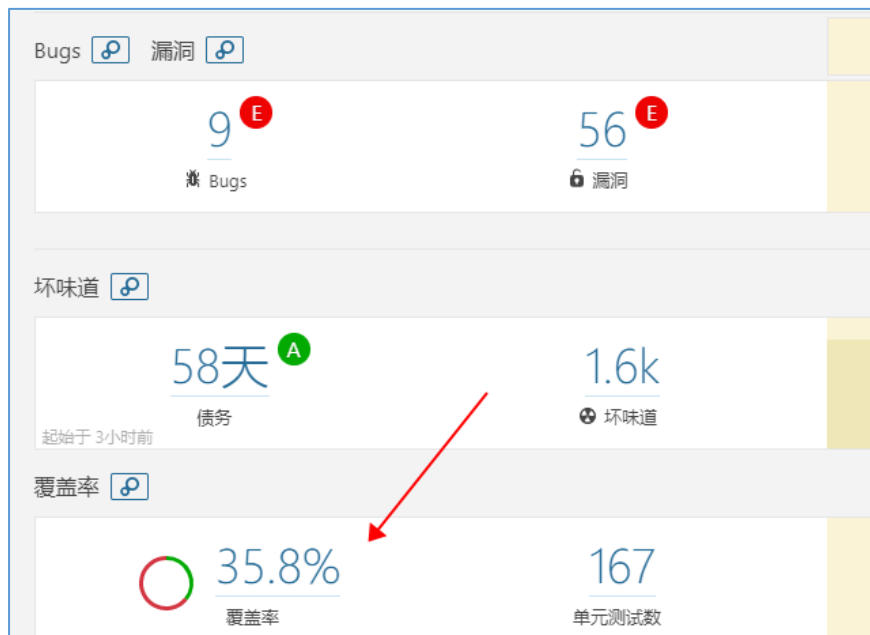 Bugs 漏洞
9 E 56 E
Bugs 漏洞
坏味道
58天 A 1.6k
债务 坏味道
起始于 3小时前
覆盖率
35.8% 167
覆盖率 单元测试数